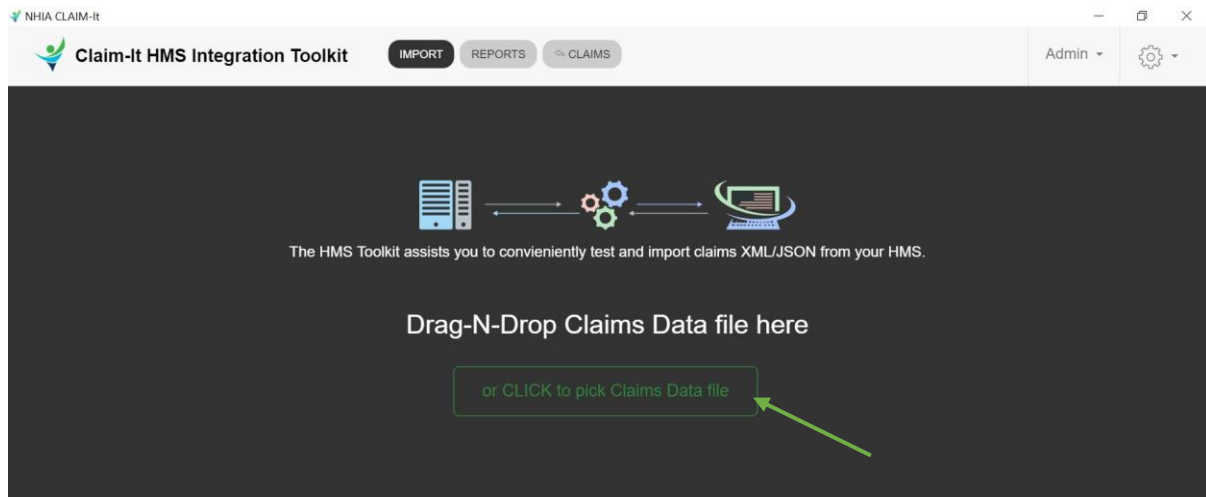 NHIA CLAIM-It
Claim-It HMS Integration Toolkit IMPORT REPORTS CLAIMS Admin
The HMS Toolkit assists you to convieniently test and import claims XML/JSON from your HMS.
Drag-N-Drop Claims Data file here
or CLICK to pick Claims Data file